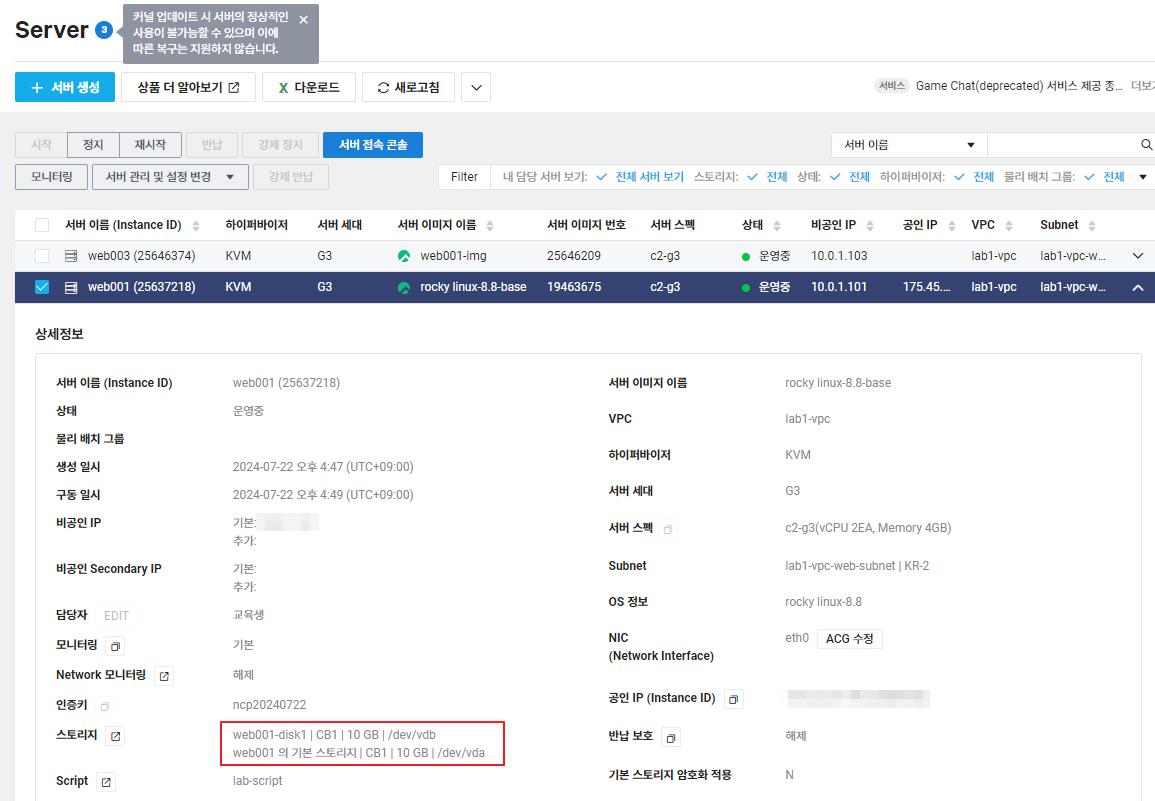 Server 3
커널 업데이트 시 서버의 정상적인
사용이 불가능할 수 있으며 이에
따른 복구는 지원하지 않습니다.
+ 서버 생성 상품 더 알아보기 X 다운로드 새로고침
서비스 Game Chat(deprecated) 서비스 제공 종... 더보기
시작 정지 재시작 반납 강제 정지 서버 접속 콘솔 서버 이름
모니터링 서버 관리 및 설정 변경 강제 반납 Filter 내 담당 서버 보기: 전체 서버 보기 스토리지: 전체 상태: 전체 하이퍼바이저: 전체 물리 배치 그룹: 전체
서버 이름 (Instance ID) 하이퍼바이저 서버 세대 서버 이미지 이름 서버 이미지 번호 서버 스펙 상태 비공인 IP 공인 IP VPC Subnet
web003 (25646374) KVM G3 web001-img 25646209 c2-g3 운영중 10.0.1.103 lab1-vpc lab1-vpc-w...
web001 (25637218) KVM G3 rocky linux-8.8-base 19463675 c2-g3 운영중 10.0.1.101 175.45.... lab1-vpc lab1-vpc-w...
상세정보
서버 이름 (Instance ID) web001 (25637218)
상태 운영중
물리 배치 그룹
생성 일시 2024-07-22 오후 4:47 (UTC+09:00)
구동 일시 2024-07-22 오후 4:49 (UTC+09:00)
비공인 IP 기본:
추가:
비공인 Secondary IP 기본:
추가:
담당자 EDIT 교육생
모니터링 기본
Network 모니터링 해제
인증키 ncp20240722
스토리지 web001-disk1 | CB1 | 10 GB | /dev/vdb
web001 의 기본 스토리지 | CB1 | 10 GB | /dev/vda
Script lab-script
서버 이미지 이름 rocky linux-8.8-base
VPC lab1-vpc
하이퍼바이저 KVM
서버 세대 G3
서버 스펙 c2-g3(vCPU 2EA, Memory 4GB)
Subnet lab1-vpc-web-subnet | KR-2
OS 정보 rocky linux-8.8
NIC eth0 ACG 수정
(Network Interface)
공인 IP (Instance ID)
반납 보호 해제
기본 스토리지 암호화 적용 N